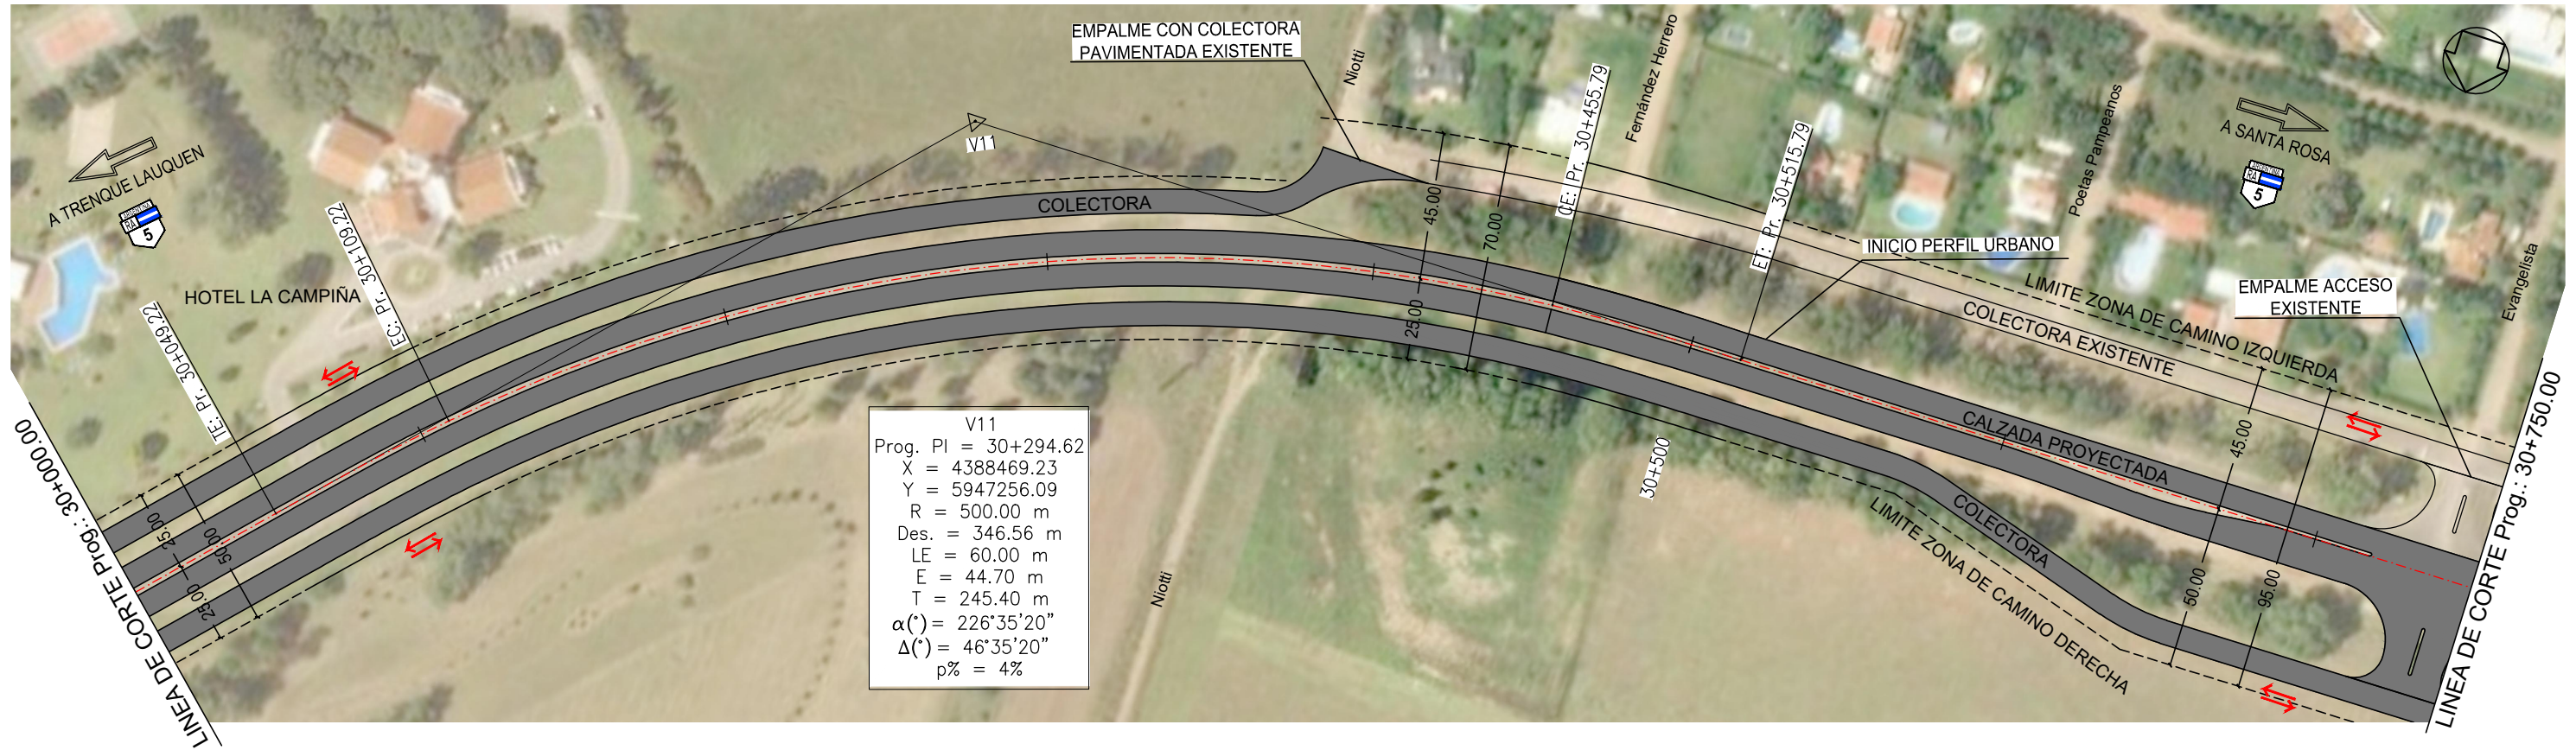 EMPALME CON COLECTORA
PAVIMENTADA EXISTENTE
Niotti
Fernández Herrero
Poetas Pampeanos
Evangelista
A TRENQUE LAUQUEN
ARGENTINA
RA
5
A SANTA ROSA
ARGENTINA
RA
5
V11
COLECTORA
CE: Pr. 30+455.79
ET: Pr. 30+515.79
EC: Pr. 30+109.22
TE: Pr. 30+049.22
HOTEL LA CAMPIÑA
INICIO PERFIL URBANO
EMPALME ACCESO
EXISTENTE
LIMITE ZONA DE CAMINO IZQUIERDA
COLECTORA EXISTENTE
CALZADA PROYECTADA
COLECTORA
LIMITE ZONA DE CAMINO DERECHA
45.00
70.00
25.00
45.00
50.00
95.00
25.00
50.00
25.00
30+500
Niotti
V11
Prog. PI = 30+294.62
X = 4388469.23
Y = 5947256.09
R = 500.00 m
Des. = 346.56 m
LE = 60.00 m
E = 44.70 m
T = 245.40 m
α(°)= 226°35'20"
Δ(°)= 46°35'20"
p% = 4%
LINEA DE CORTE Prog.: 30+000.00
LINEA DE CORTE Prog.: 30+750.00